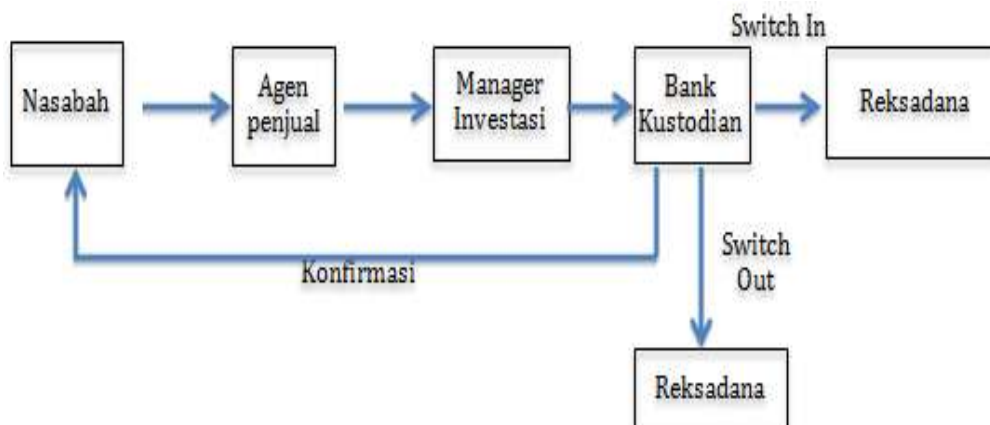 Switch In
Nasabah
Agen
penjual
Manager
Investasi
Bank
Kustodian
Reksadana
Konfirmasi
Switch
Out
Reksadana